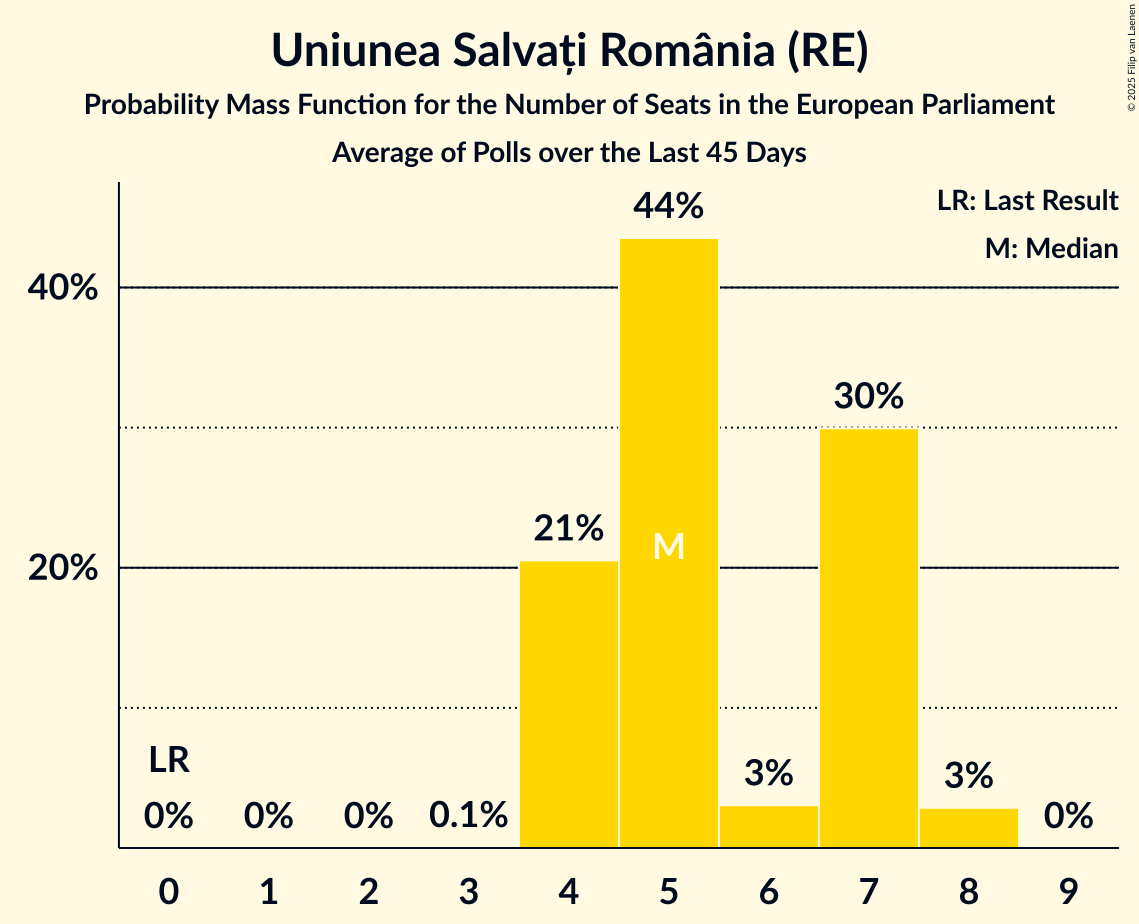 Uniunea Salvați România (RE)
Probability Mass Function for the Number of Seats in the European Parliament
Average of Polls over the Last 45 Days
© 2025 Filip van Laenen
LR: Last Result
M: Median
40%
20%
LR
0%
0%
0%
0.1%
21%
44%
M
3%
30%
3%
0%
0 1 2 3 4 5 6 7 8 9